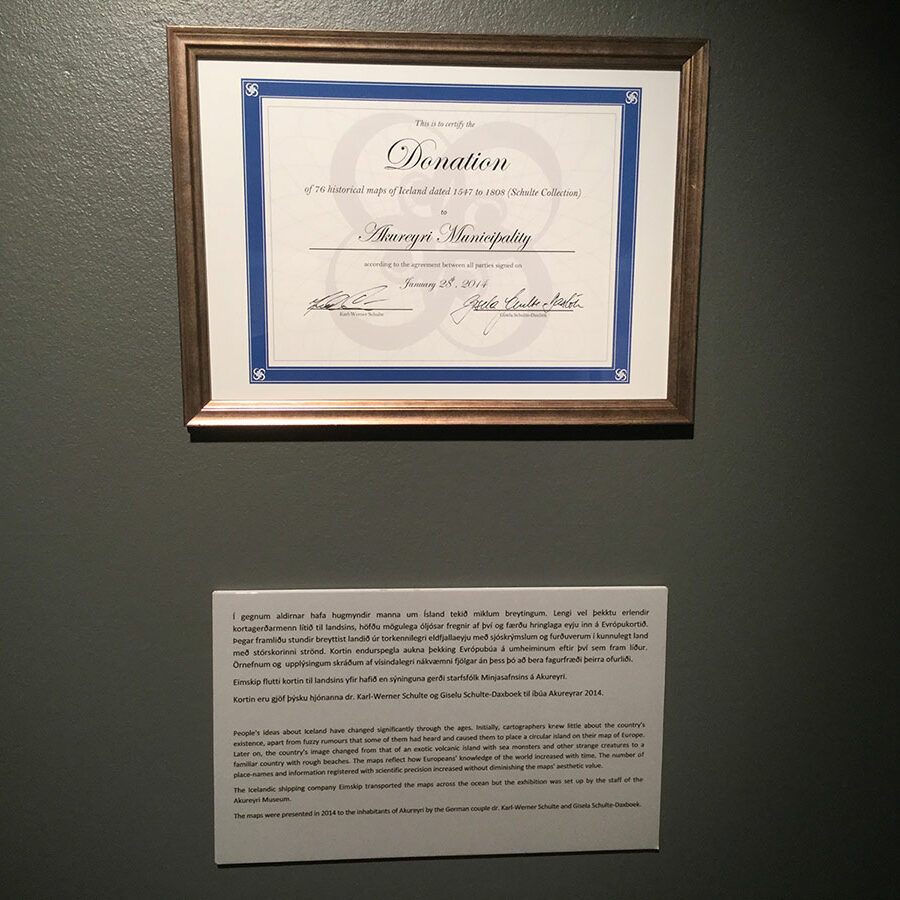 This is to certify the
Donation
of 76 historical maps of Iceland dated 1547 to 1808 (Schulte Collection)
to
Akureyri Municipality
according to the agreement between all parties signed on
January 28th, 2014
Karl-Werner Schulte
Gisela Schulte-Daxbök
Í gegnum aldirnar hafa hugmyndir manna um Ísland tekið miklum breytingum. Lengi vel þekktu erlendir
kortagerðarmenn lítið til landsins, höfðu mögulega óljósar fregnir af því og færðu hringlaga eyju inn á Evrópukortið.
Þegar framliðu stundir breyttist landið úr torkennilegri eldfjallaeyju með sjóskrýmslum og furðuverum í kunnulegt land
með stórskorinni strönd. Kortin endurspegla aukna þekking Evrópubúa á umheiminum eftir því sem fram líður.
Örnefnum og upplýsingum skráðum af vísindalegri nákvæmni fjölgar án þess þó að bera fagurfræði þeirra ofurliði.
Eimskip flutti kortin til landsins yfir hafið en sýninguna gerði starfsfólk Minjasafnsins á Akureyri.
Kortin eru gjöf þýsku hjónanna dr. Karl-Werner Schulte og Giselu Schulte-Daxboek til íbúa Akureyrar 2014.
People's ideas about Iceland have changed significantly through the ages. Initially, cartographers knew little about the country's
existence, apart from fuzzy rumours that some of them had heard and caused them to place a circular island on their map of Europe.
Later on, the country's image changed from that of an exotic volcanic island with sea monsters and other strange creatures to a
familiar country with rough beaches. The maps reflect how Europeans' knowledge of the world increased with time. The number of
place-names and information registered with scientific precision increased without diminishing the maps' aesthetic value.
The Icelandic shipping company Eimskip transported the maps across the ocean but the exhibition was set up by the staff of the
Akureyri Museum.
The maps were presented in 2014 to the inhabitants of Akureyri by the German couple dr. Karl-Werner Schulte and Gisela Schulte-Daxboek.